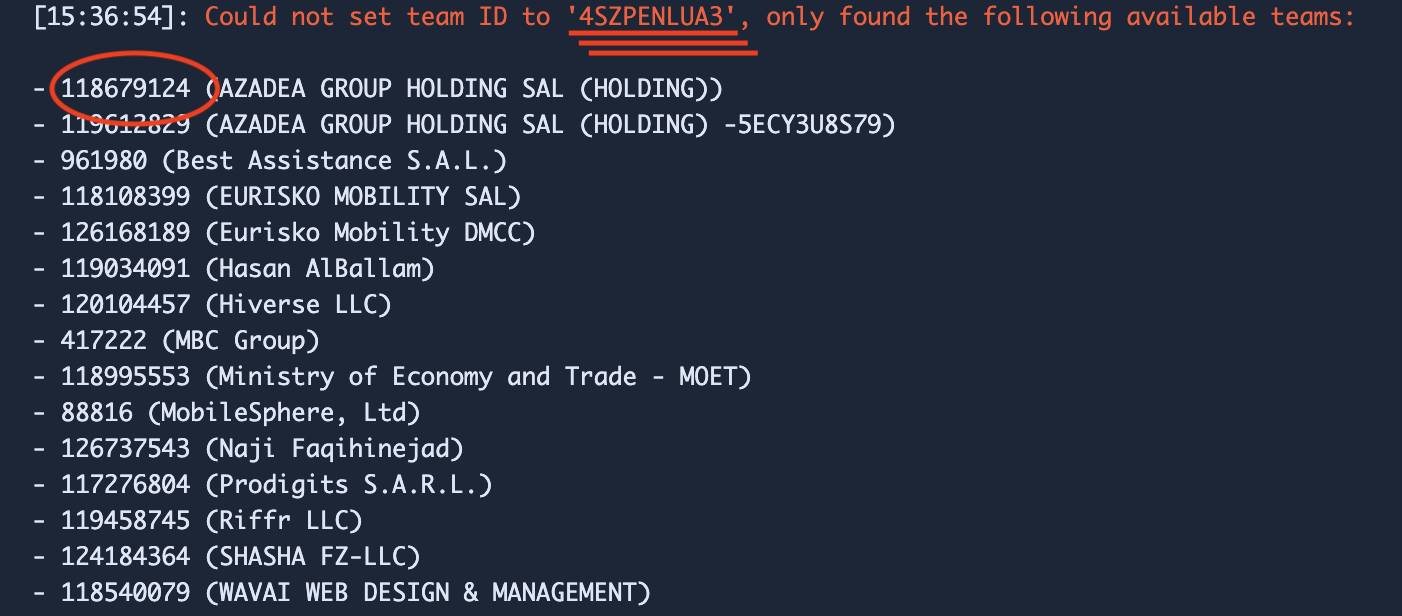 [15:36:54]: Could not set team ID to '4SZPENLUA3', only found the following available teams:
- 118679124 (AZADEA GROUP HOLDING SAL (HOLDING))
- 119612829 (AZADEA GROUP HOLDING SAL (HOLDING) -5ECY3U8S79)
- 961980 (Best Assistance S.A.L.)
- 118108399 (EURISKO MOBILITY SAL)
- 126168189 (Eurisko Mobility DMCC)
- 119034091 (Hasan AlBallam)
- 120104457 (Hiverse LLC)
- 417222 (MBC Group)
- 118995553 (Ministry of Economy and Trade - MOET)
- 88816 (MobileSphere, Ltd)
- 126737543 (Naji Faqihinejad)
- 117276804 (Prodigits S.A.R.L.)
- 119458745 (Riffr LLC)
- 124184364 (SHASHA FZ-LLC)
- 118540079 (WAVAI WEB DESIGN & MANAGEMENT)